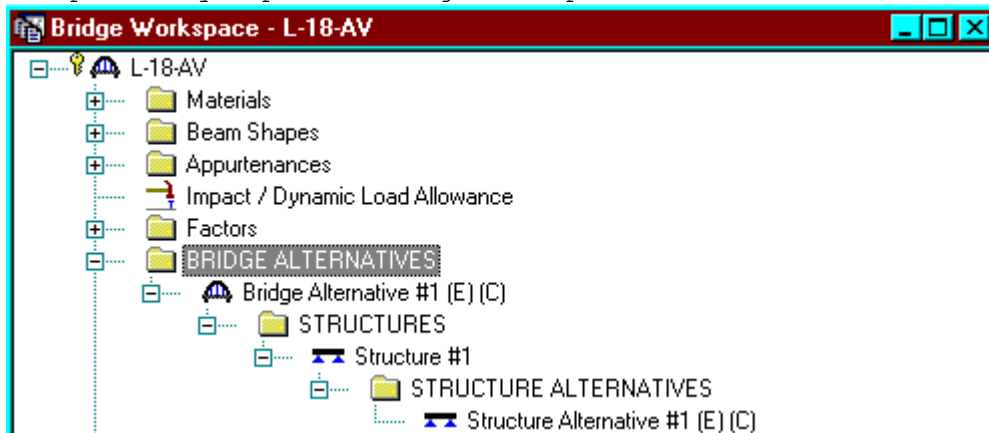 Bridge Workspace - L-18-AV
L-18-AV
Materials
Beam Shapes
Appurtenances
Impact / Dynamic Load Allowance
Factors
BRIDGE ALTERNATIVES
Bridge Alternative #1 (E) (C)
STRUCTURES
Structure #1
STRUCTURE ALTERNATIVES
Structure Alternative #1 (E) (C)